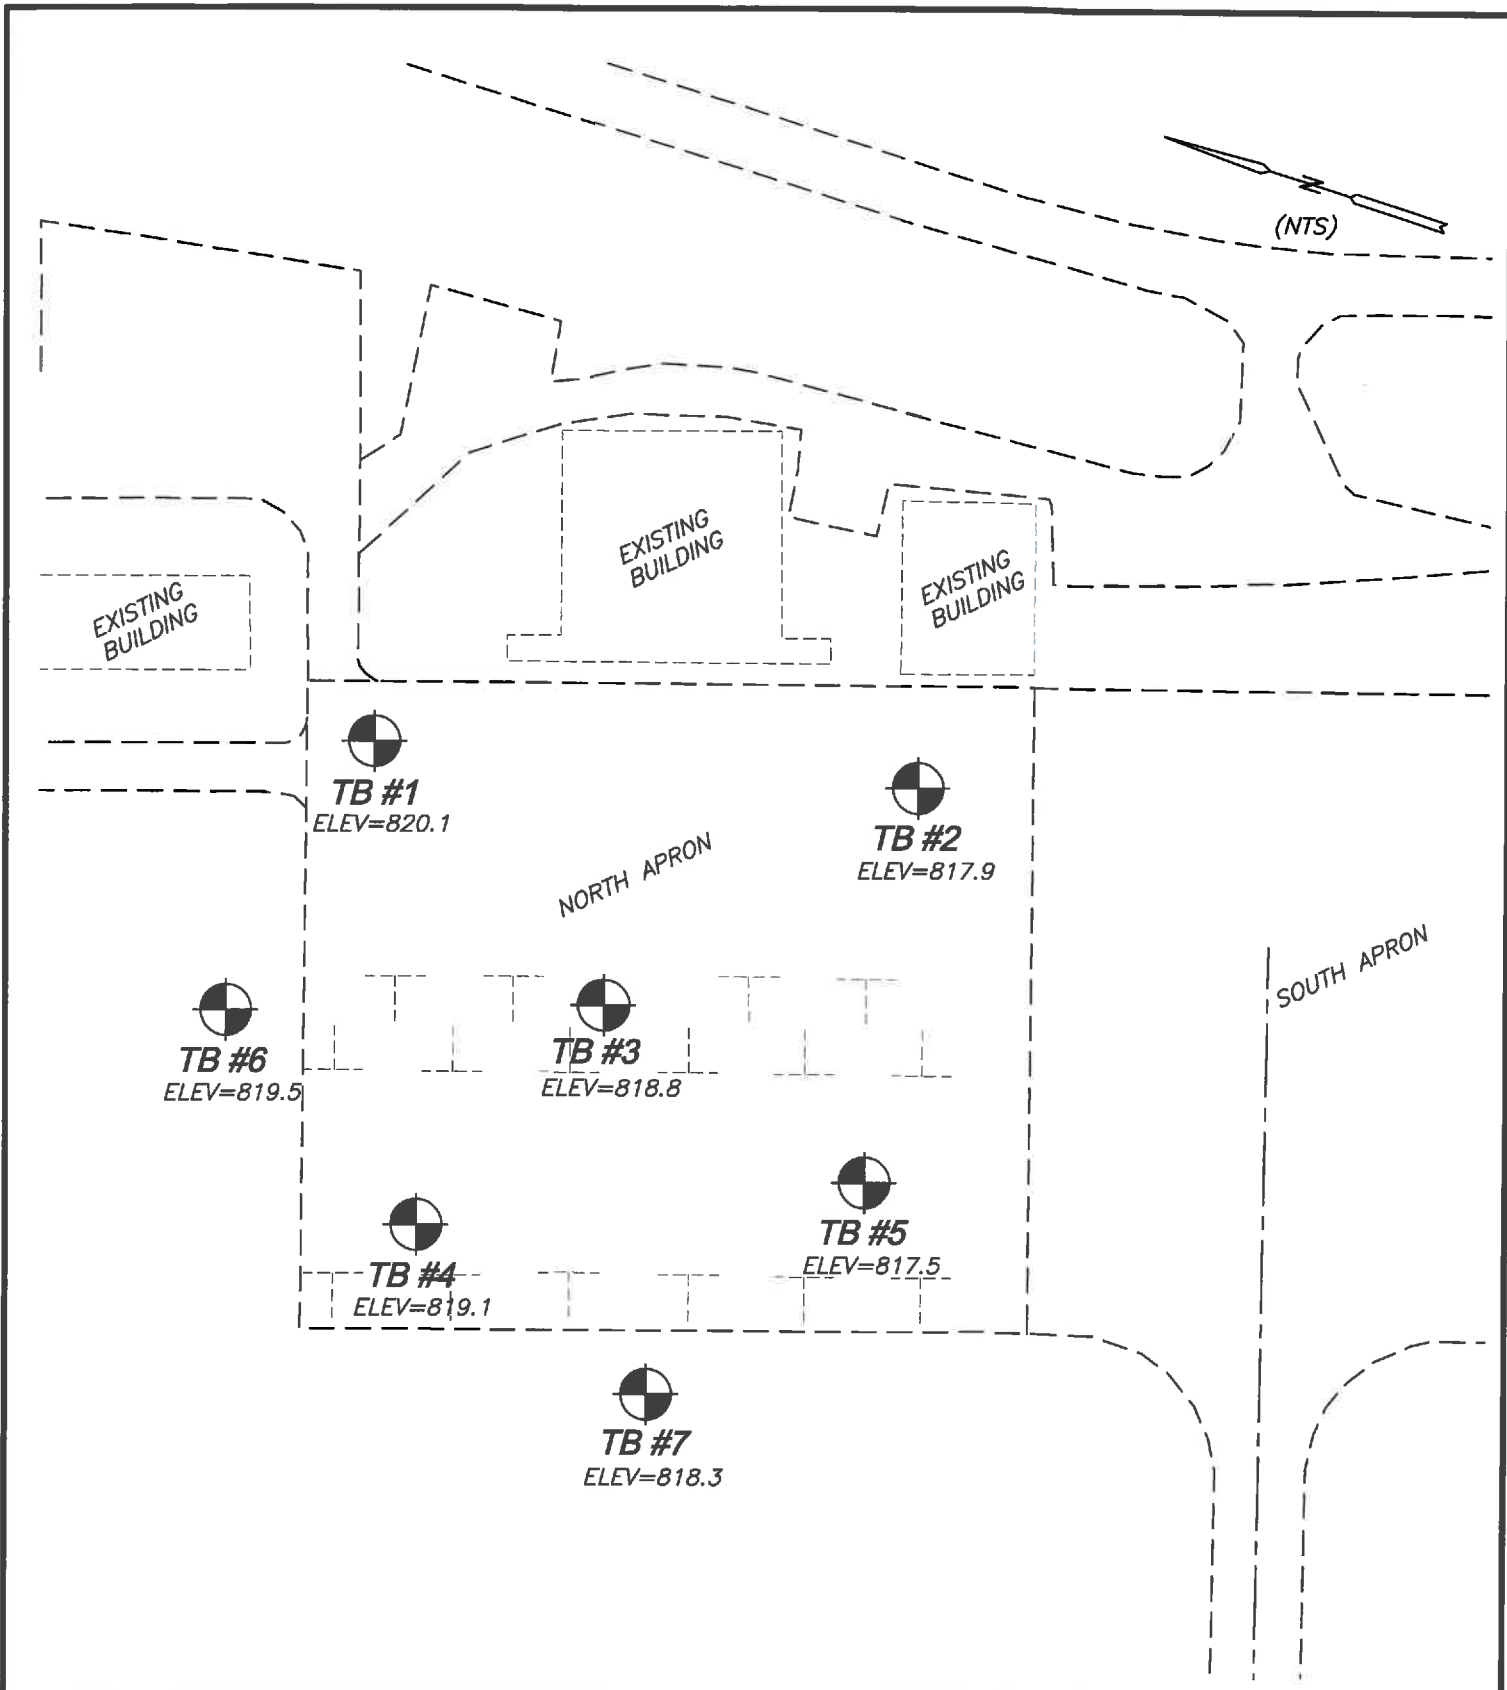 N
(NTS)
EXISTING
BUILDING
EXISTING
BUILDING
EXISTING
BUILDING
TB #1
ELEV=820.1
TB #2
ELEV=817.9
NORTH APRON
SOUTH APRON
TB #6
ELEV=819.5
TB #3
ELEV=818.8
TB #5
ELEV=817.5
TB #4
ELEV=819.1
TB #7
ELEV=818.3